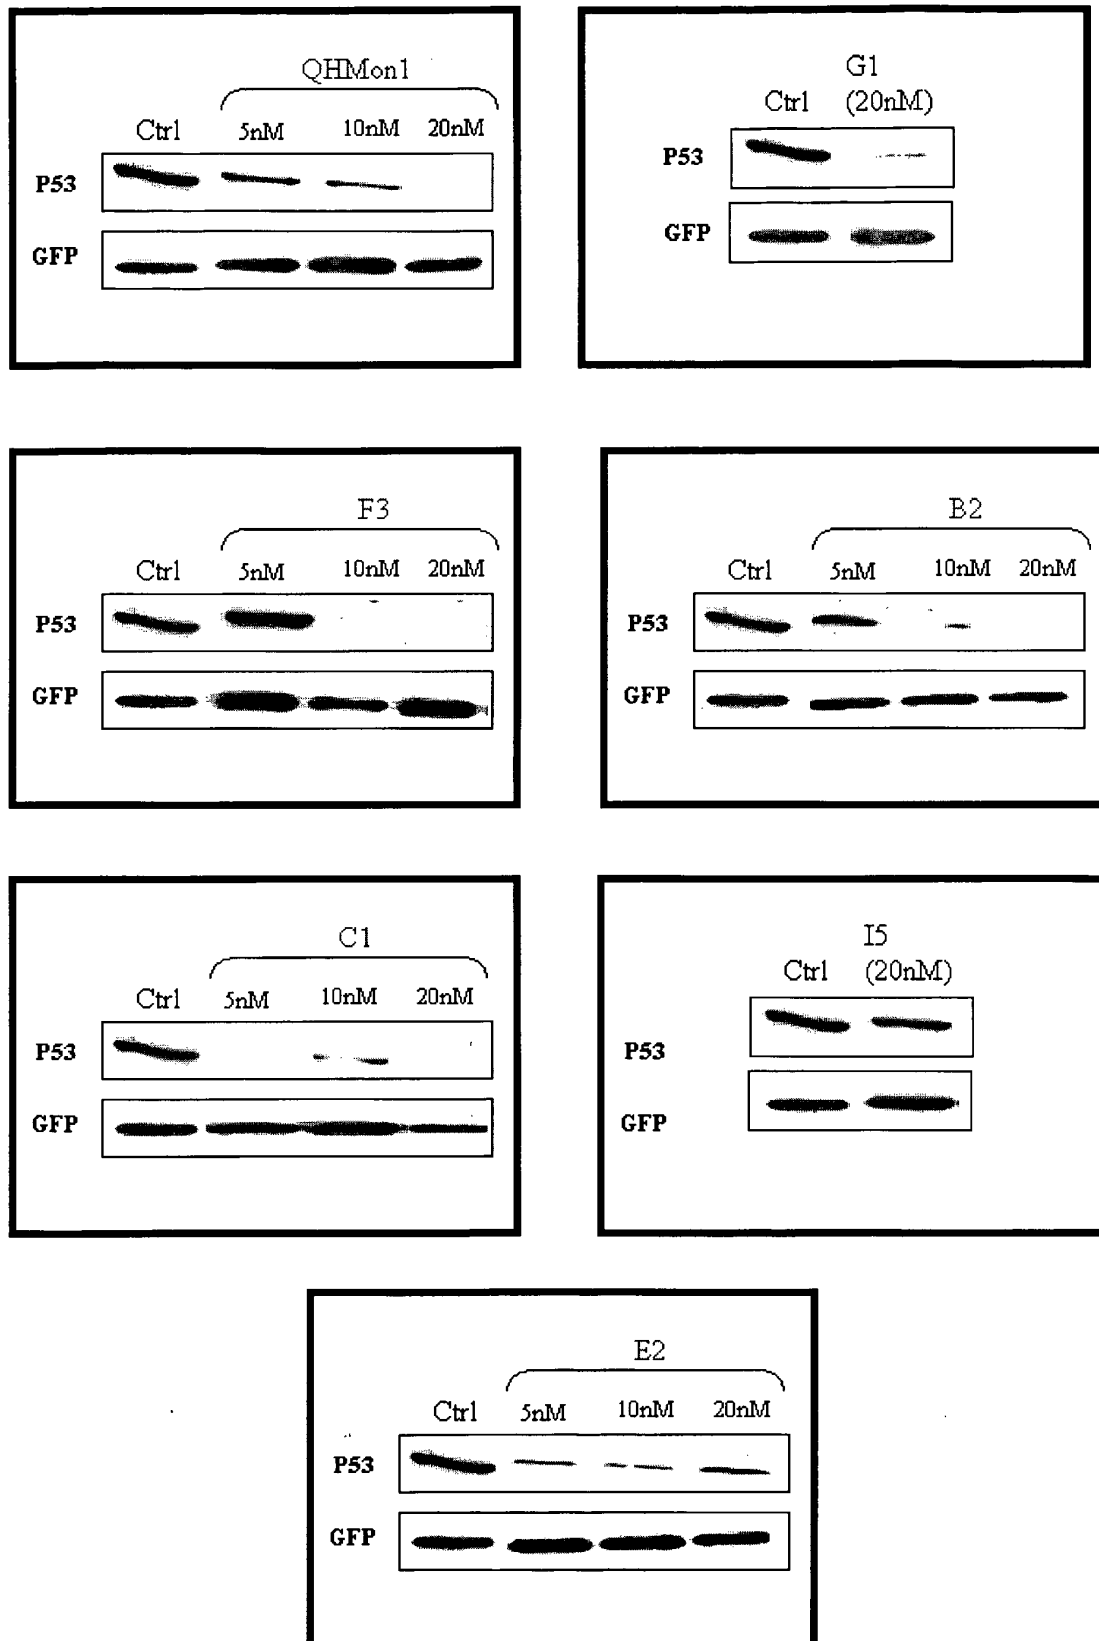 QHMon1
Ctrl 5nM 10nM 20nM
P53
GFP
G1
Ctrl (20nM)
P53
GFP
F3
Ctrl 5nM 10nM 20nM
P53
GFP
B2
Ctrl 5nM 10nM 20nM
P53
GFP
C1
Ctrl 5nM 10nM 20nM
P53
GFP
I5
Ctrl (20nM)
P53
GFP
E2
Ctrl 5nM 10nM 20nM
P53
GFP